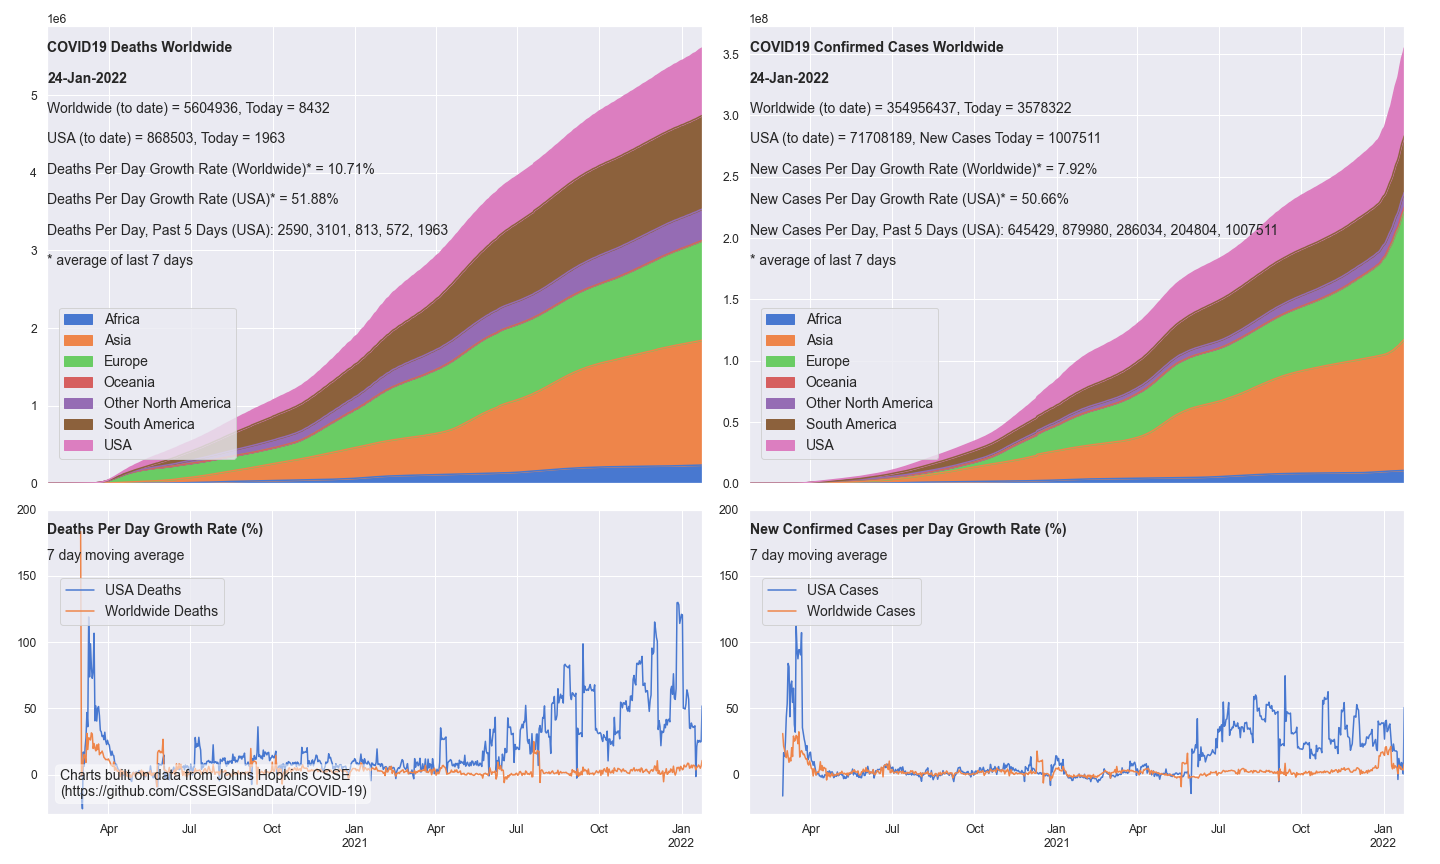 1e6
COVID19 Deaths Worldwide
24-Jan-2022
Worldwide (to date) = 5604936, Today = 8432
USA (to date) = 868503, Today = 1963
Deaths Per Day Growth Rate (Worldwide)* = 10.71%
Deaths Per Day Growth Rate (USA)* = 51.88%
Deaths Per Day, Past 5 Days (USA): 2590, 3101, 813, 572, 1963
* average of last 7 days
Africa
Asia
Europe
Oceania
Other North America
South America
USA
5
4
3
2
1
0
1e8
COVID19 Confirmed Cases Worldwide
24-Jan-2022
Worldwide (to date) = 354956437, Today = 3578322
USA (to date) = 71708189, New Cases Today = 1007511
New Cases Per Day Growth Rate (Worldwide)* = 7.92%
New Cases Per Day Growth Rate (USA)* = 50.66%
New Cases Per Day, Past 5 Days (USA): 645429, 879980, 286034, 204804, 1007511
* average of last 7 days
Africa
Asia
Europe
Oceania
Other North America
South America
USA
3.5
3.0
2.5
2.0
1.5
1.0
0.5
0.0
Deaths Per Day Growth Rate (%)
7 day moving average
USA Deaths
Worldwide Deaths
200
150
100
50
0
Charts built on data from Johns Hopkins CSSE
(https://github.com/CSSEGISandData/COVID-19)
Apr Jul Oct Jan Apr Jul Oct Jan
2021 2022
New Confirmed Cases per Day Growth Rate (%)
7 day moving average
USA Cases
Worldwide Cases
200
150
100
50
0
Apr Jul Oct Jan Apr Jul Oct Jan
2021 2022